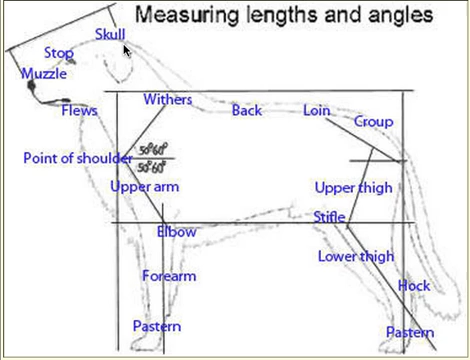 Measuring lengths and angles
Skull
Stop
Muzzle
Flews
Withers
Back
Loin
Croup
50°60°
50°60°
Point of shoulder
Upper arm
Upper thigh
Stifle
Elbow
Lower thigh
Forearm
Hock
Pastern
Pastern